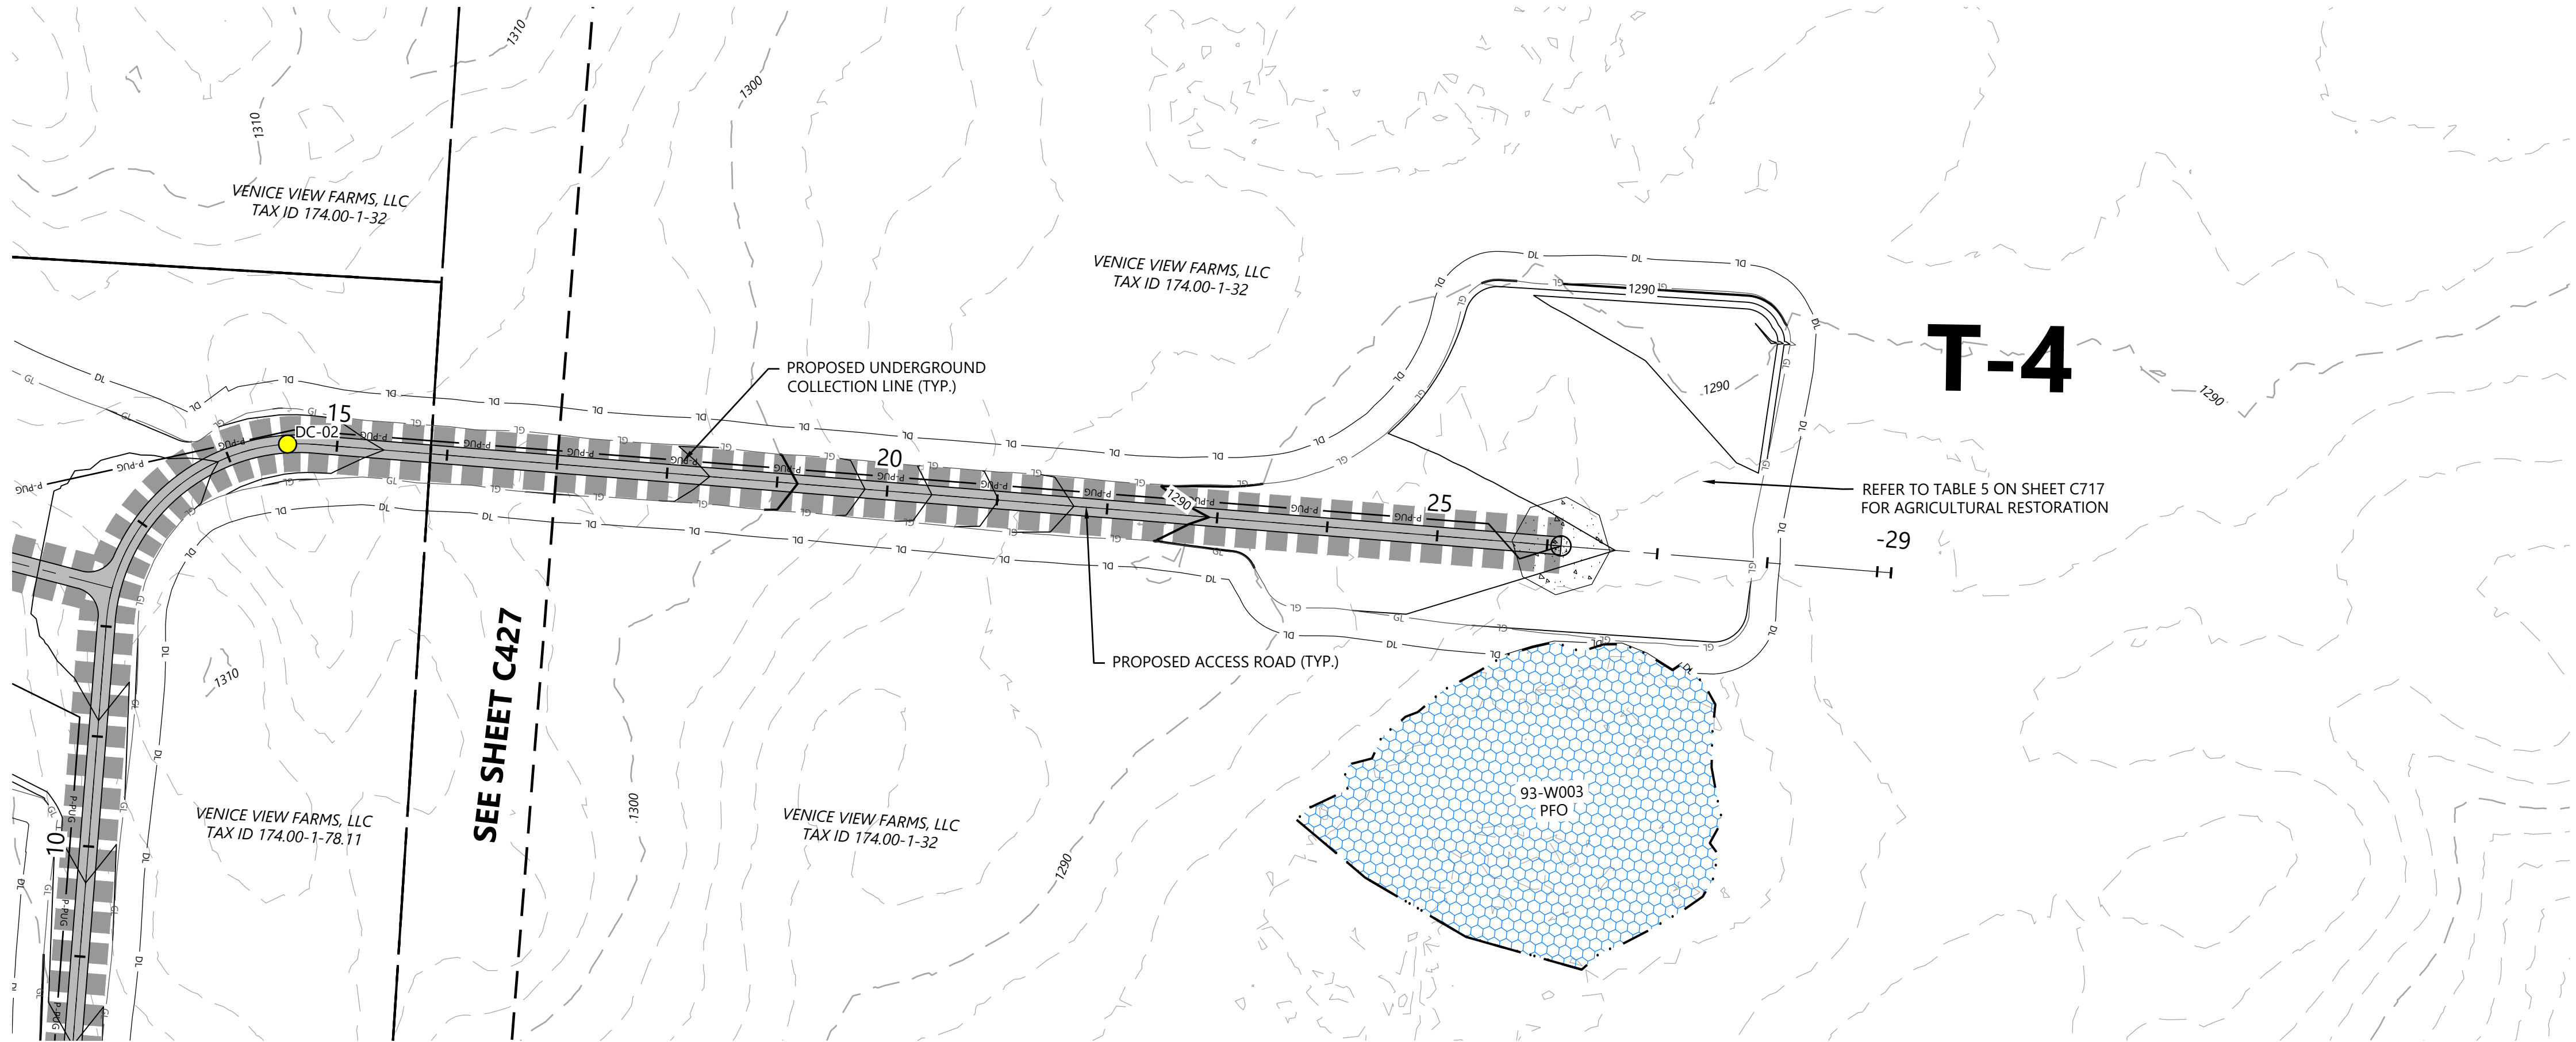 1310
1300
1310
VENICE VIEW FARMS, LLC
TAX ID 174.00-1-32
VENICE VIEW FARMS, LLC
TAX ID 174.00-1-32
1290
T-4
PROPOSED UNDERGROUND
COLLECTION LINE (TYP.)
1290
1290
15
DC-02
20
25
1290
REFER TO TABLE 5 ON SHEET C717
FOR AGRICULTURAL RESTORATION
-29
SEE SHEET C427
PROPOSED ACCESS ROAD (TYP.)
1310
1300
VENICE VIEW FARMS, LLC
TAX ID 174.00-1-78.11
VENICE VIEW FARMS, LLC
TAX ID 174.00-1-32
10
1290
93-W003
PFO
DL
GL
P-PUG